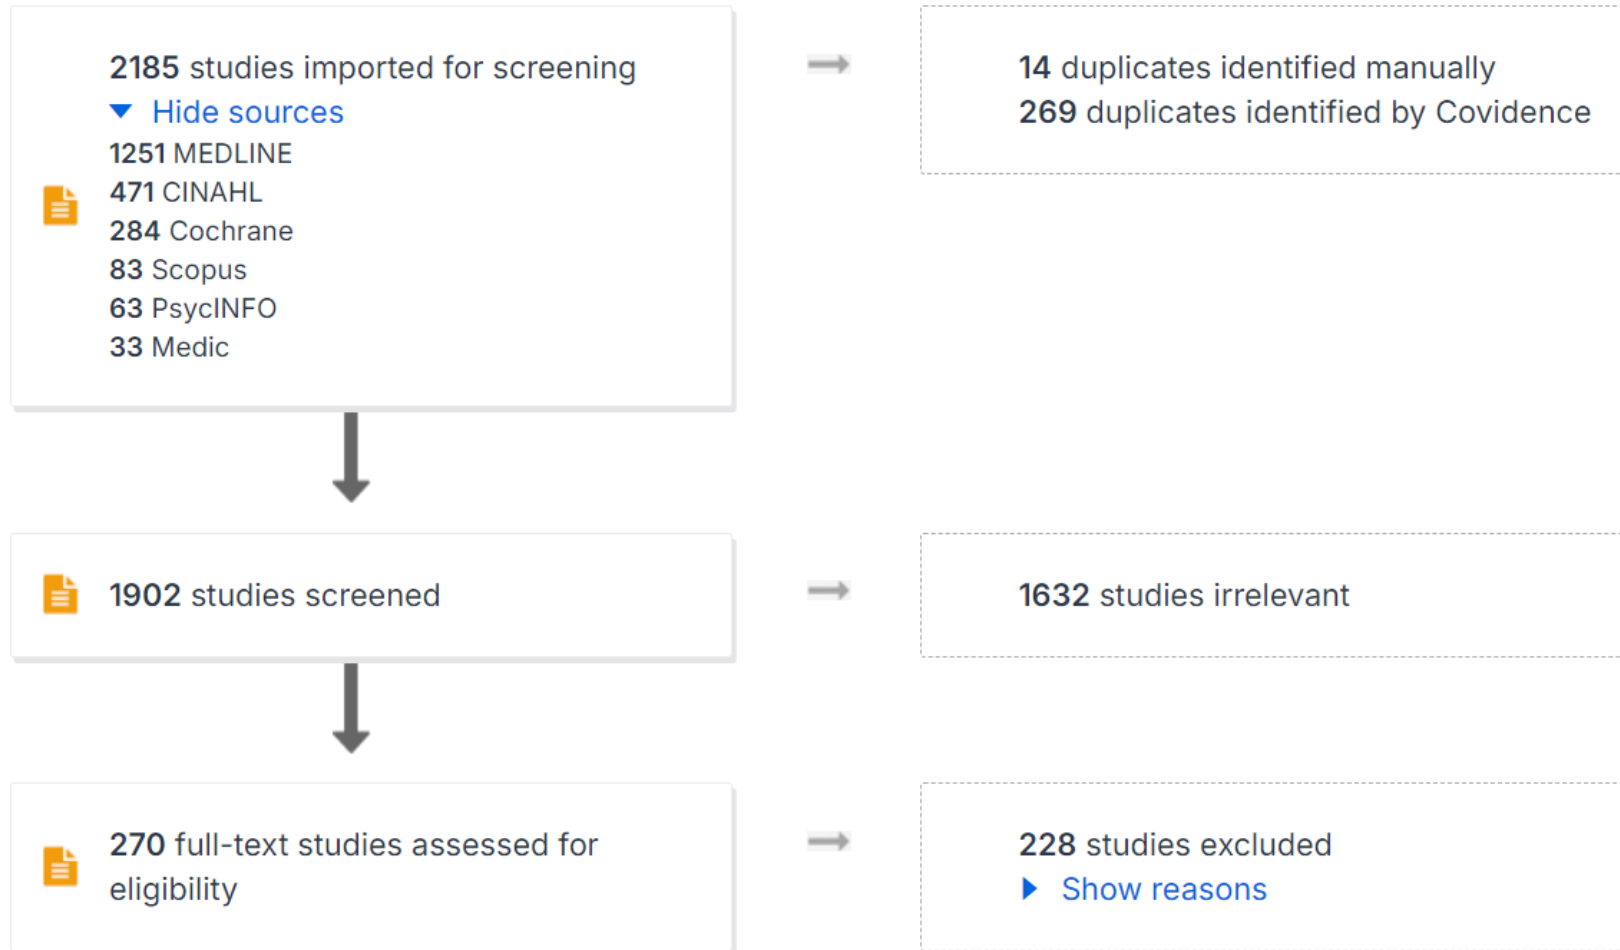 2185 studies imported for screening
Hide sources
1251 MEDLINE
471 CINAHL
284 Cochrane
83 Scopus
63 PsycINFO
33 Medic
14 duplicates identified manually
269 duplicates identified by Covidence
1902 studies screened
1632 studies irrelevant
270 full-text studies assessed for
eligibility
228 studies excluded
Show reasons